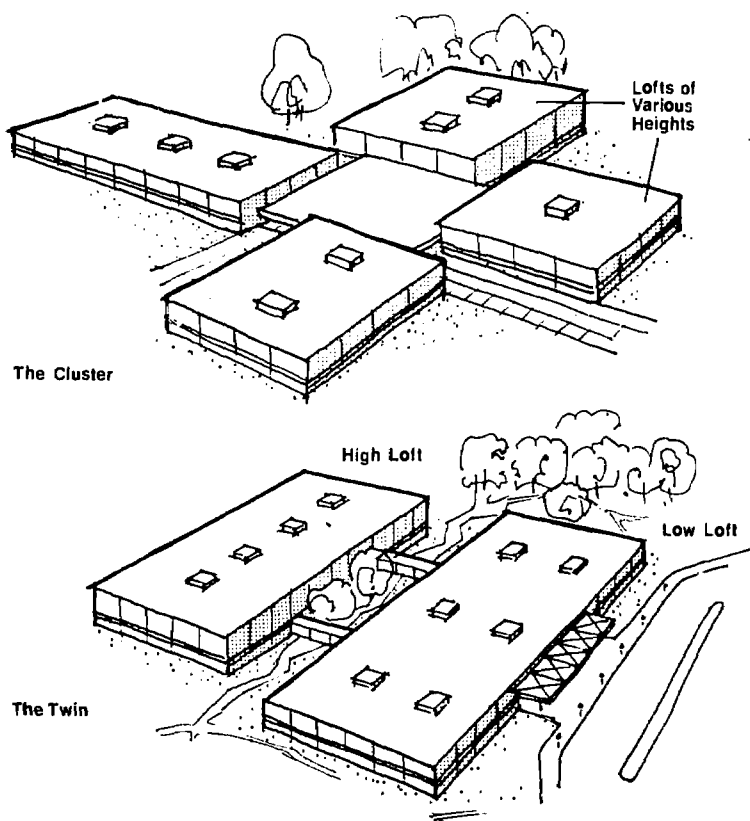 Lofts of
Various
Heights
The Cluster
High Loft
Low Loft
The Twin